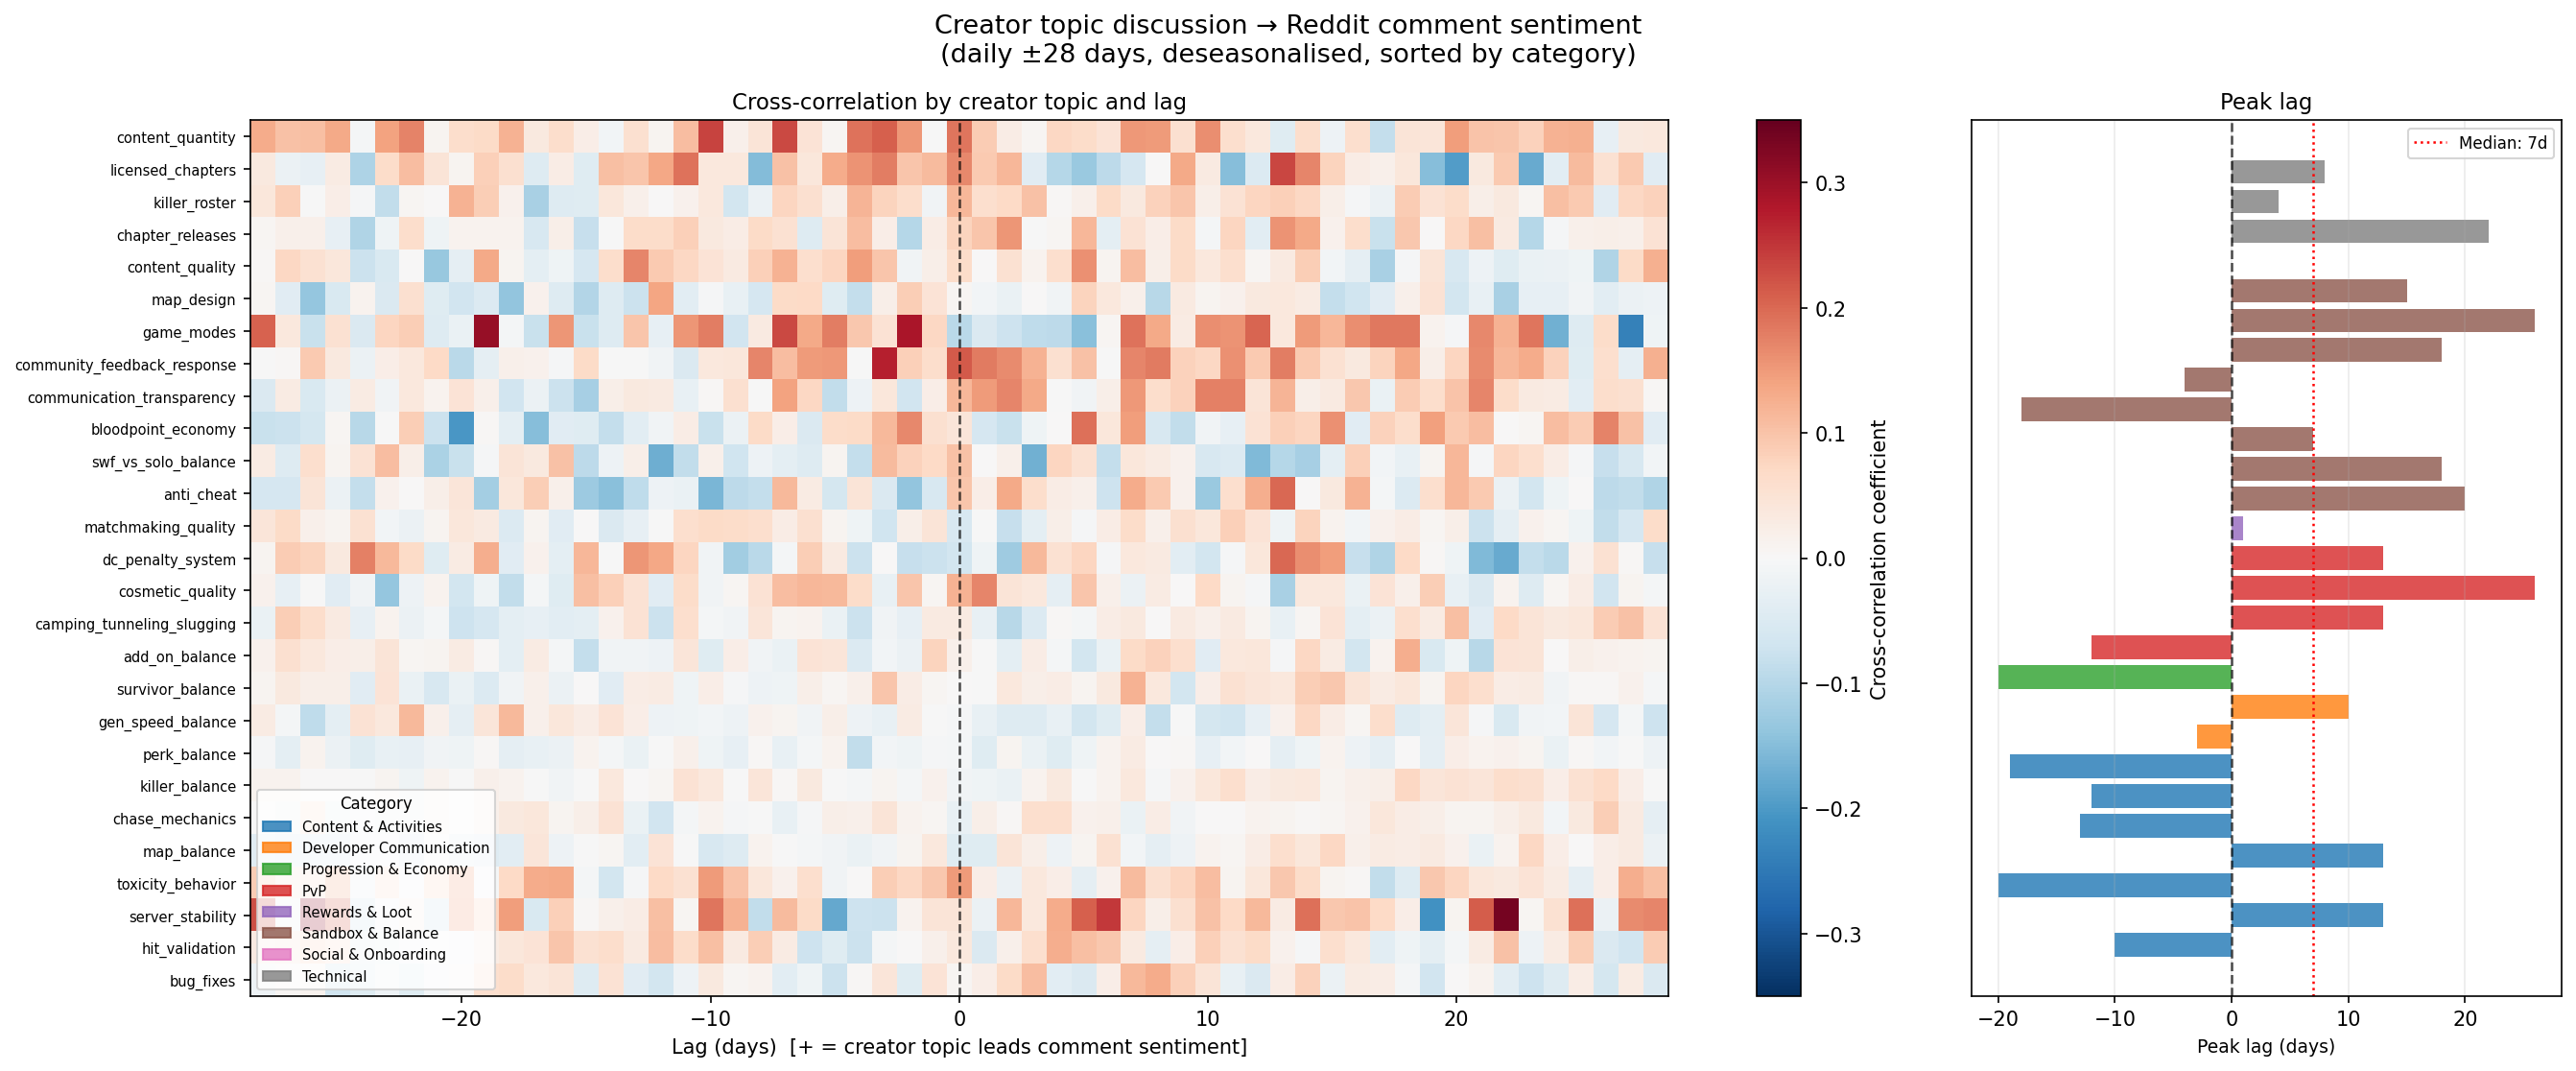 Creator topic discussion → Reddit comment sentiment
(daily ±28 days, deseasonalised, sorted by category)
Cross-correlation by creator topic and lag
content_quantity
licensed_chapters
killer_roster
chapter_releases
content_quality
map_design
game_modes
community_feedback_response
communication_transparency
bloodpoint_economy
swf_vs_solo_balance
anti_cheat
matchmaking_quality
dc_penalty_system
cosmetic_quality
camping_tunneling_slugging
add_on_balance
survivor_balance
gen_speed_balance
perk_balance
killer_balance
chase_mechanics
map_balance
toxicity_behavior
server_stability
hit_validation
bug_fixes
Category
Content & Activities
Developer Communication
Progression & Economy
PvP
Rewards & Loot
Sandbox & Balance
Social & Onboarding
Technical
−20
−10
0
10
20
Lag (days)  [+ = creator topic leads comment sentiment]
0.3
0.2
0.1
0.0
−0.1
−0.2
−0.3
Cross-correlation coefficient
Peak lag
Median: 7d
−20
−10
0
10
20
Peak lag (days)